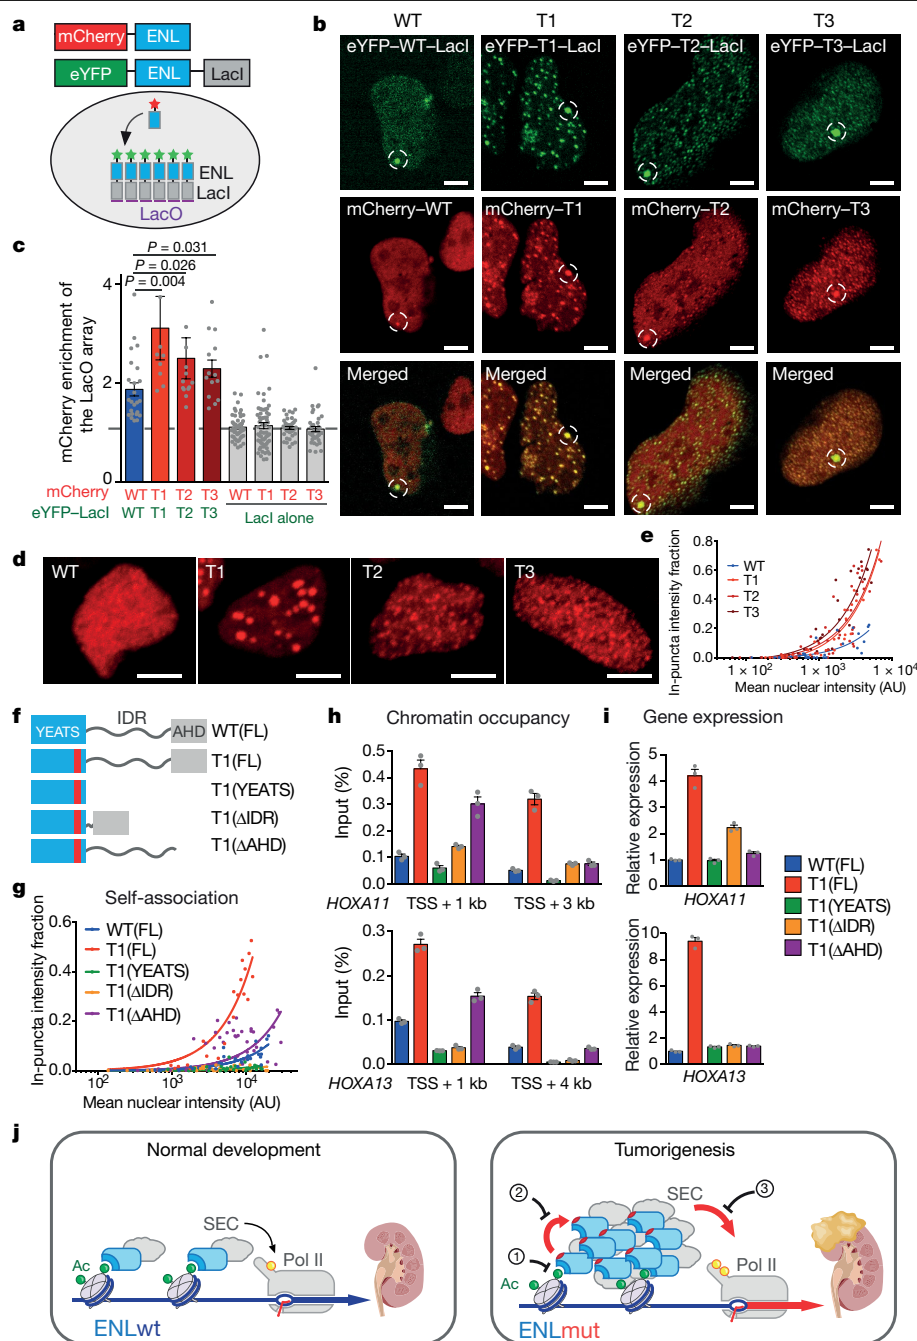 a
mCherry ENL
eYFP ENL LacI
ENL
LacI
LacO
b
WT T1 T2 T3
eYFP–WT–LacI eYFP–T1–LacI eYFP–T2–LacI eYFP–T3–LacI
mCherry–WT mCherry–T1 mCherry–T2 mCherry–T3
Merged Merged Merged Merged
c
P = 0.031
P = 0.026
P = 0.004
4
2
0
mCherry enrichment of
the LacO array
mCherry WT T1 T2 T3 WT T1 T2 T3
eYFP–LacI WT T1 T2 T3 LacI alone
d
WT T1 T2 T3
e
In-puncta intensity fraction
0.8
0.6
0.4
0.2
0
WT
T1
T2
T3
1 × 10² 1 × 10³ 1 × 10⁴
Mean nuclear intensity (AU)
f
YEATS IDR AHD WT(FL)
T1(FL)
T1(YEATS)
T1(ΔIDR)
T1(ΔAHD)
g Self-association
In-puncta intensity fraction
0.6
0.4
0.2
0
WT(FL)
T1(FL)
T1(YEATS)
T1(ΔIDR)
T1(ΔAHD)
10² 10³ 10⁴
Mean nuclear intensity (AU)
h Chromatin occupancy
Input (%)
0.5
0.4
0.3
0.2
0.1
0.0
HOXA11 TSS + 1 kb TSS + 3 kb
Input (%)
0.3
0.2
0.1
0.0
HOXA13 TSS + 1 kb TSS + 4 kb
i Gene expression
Relative expression
5
4
3
2
1
0
HOXA11
Relative expression
10
8
6
4
2
0
HOXA13
WT(FL)
T1(FL)
T1(YEATS)
T1(ΔIDR)
T1(ΔAHD)
j
Normal development
SEC
Pol II
Ac
ENLwt
Tumorigenesis
2
SEC
3
1
Pol II
Ac
ENLmut